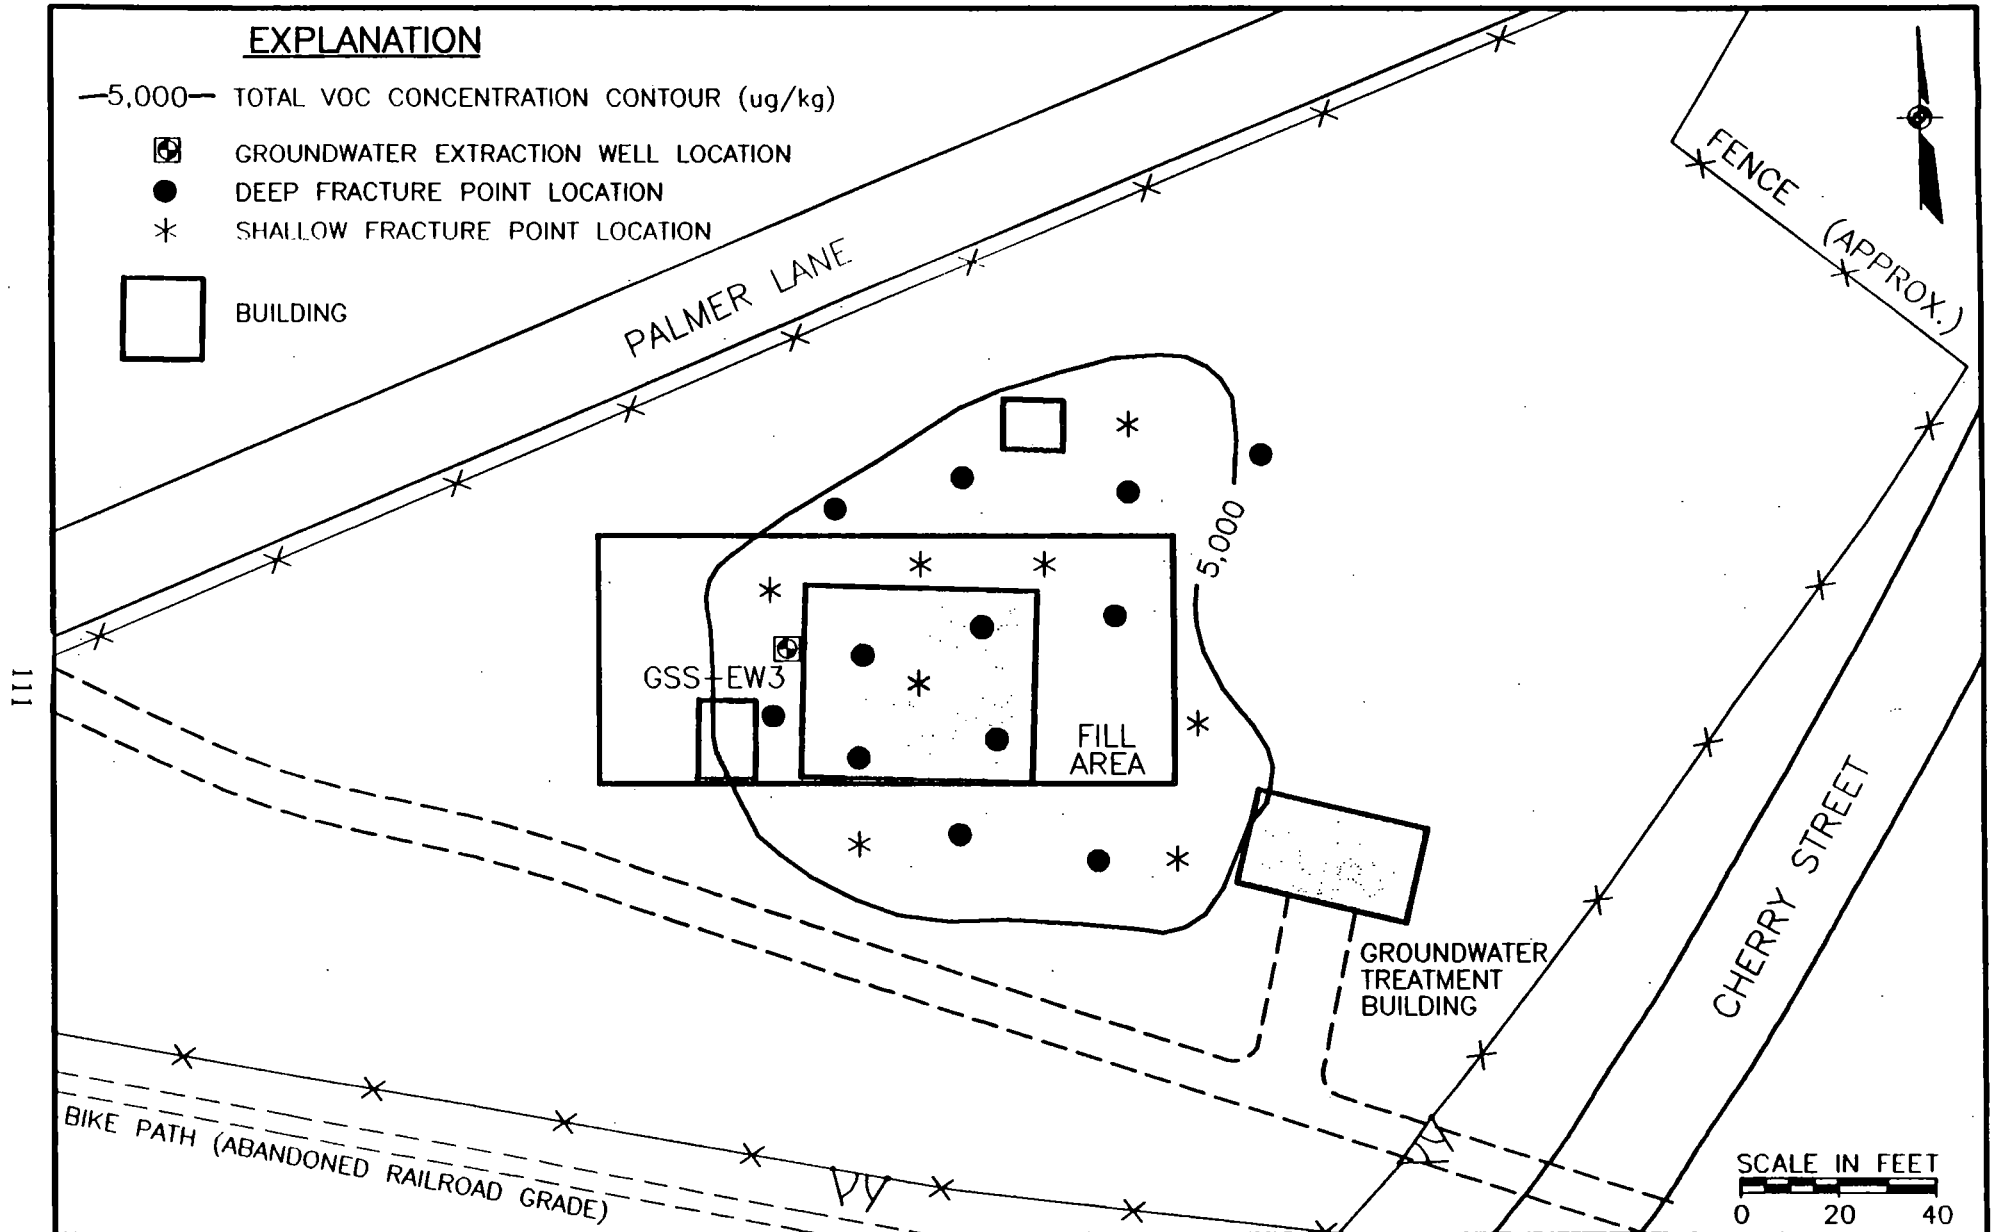 EXPLANATION
—5,000— TOTAL VOC CONCENTRATION CONTOUR (ug/kg)
GROUNDWATER EXTRACTION WELL LOCATION
DEEP FRACTURE POINT LOCATION
SHALLOW FRACTURE POINT LOCATION
BUILDING
PALMER LANE
FENCE (APPROX.)
5,000
GSS-EW3
FILL
AREA
111
GROUNDWATER
TREATMENT
BUILDING
CHERRY STREET
BIKE PATH (ABANDONED RAILROAD GRADE)
SCALE IN FEET
0 20 40